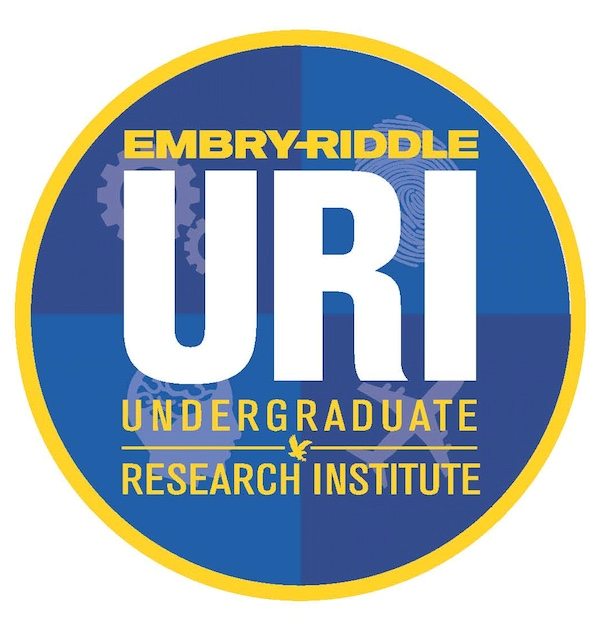 EMBRY-RIDDLE
URI
UNDERGRADUATE
RESEARCH INSTITUTE